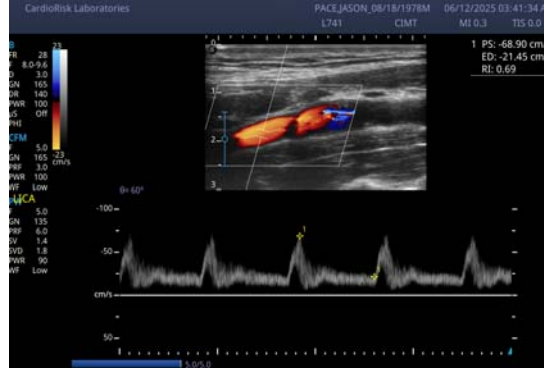 CardioRisk Laboratories
PACE,JASON_08/18/1978M
06/12/2025 03:41:34 A
L741
CIMT
MI 0.3
TIS 0.0
B
FR 28
F 8.0-9.6
D 3.0
GN 165
DR 140
PWR 100
µS Off
PHI
CFM
F 5.0
GN 165
PRF 3.0
PWR 100
WF Low
LICA
F 5.0
GN 135
PRF 6.0
SV 1.4
SVD 1.8
PWR 90
WF Low
23
-23
cm/s
0
1
2
3
1 PS: -68.90 cm/s
ED: -21.45 cm/s
RI: 0.69
θ= 60°
-100
-50
cm/s
50
1
1
5.0/5.0